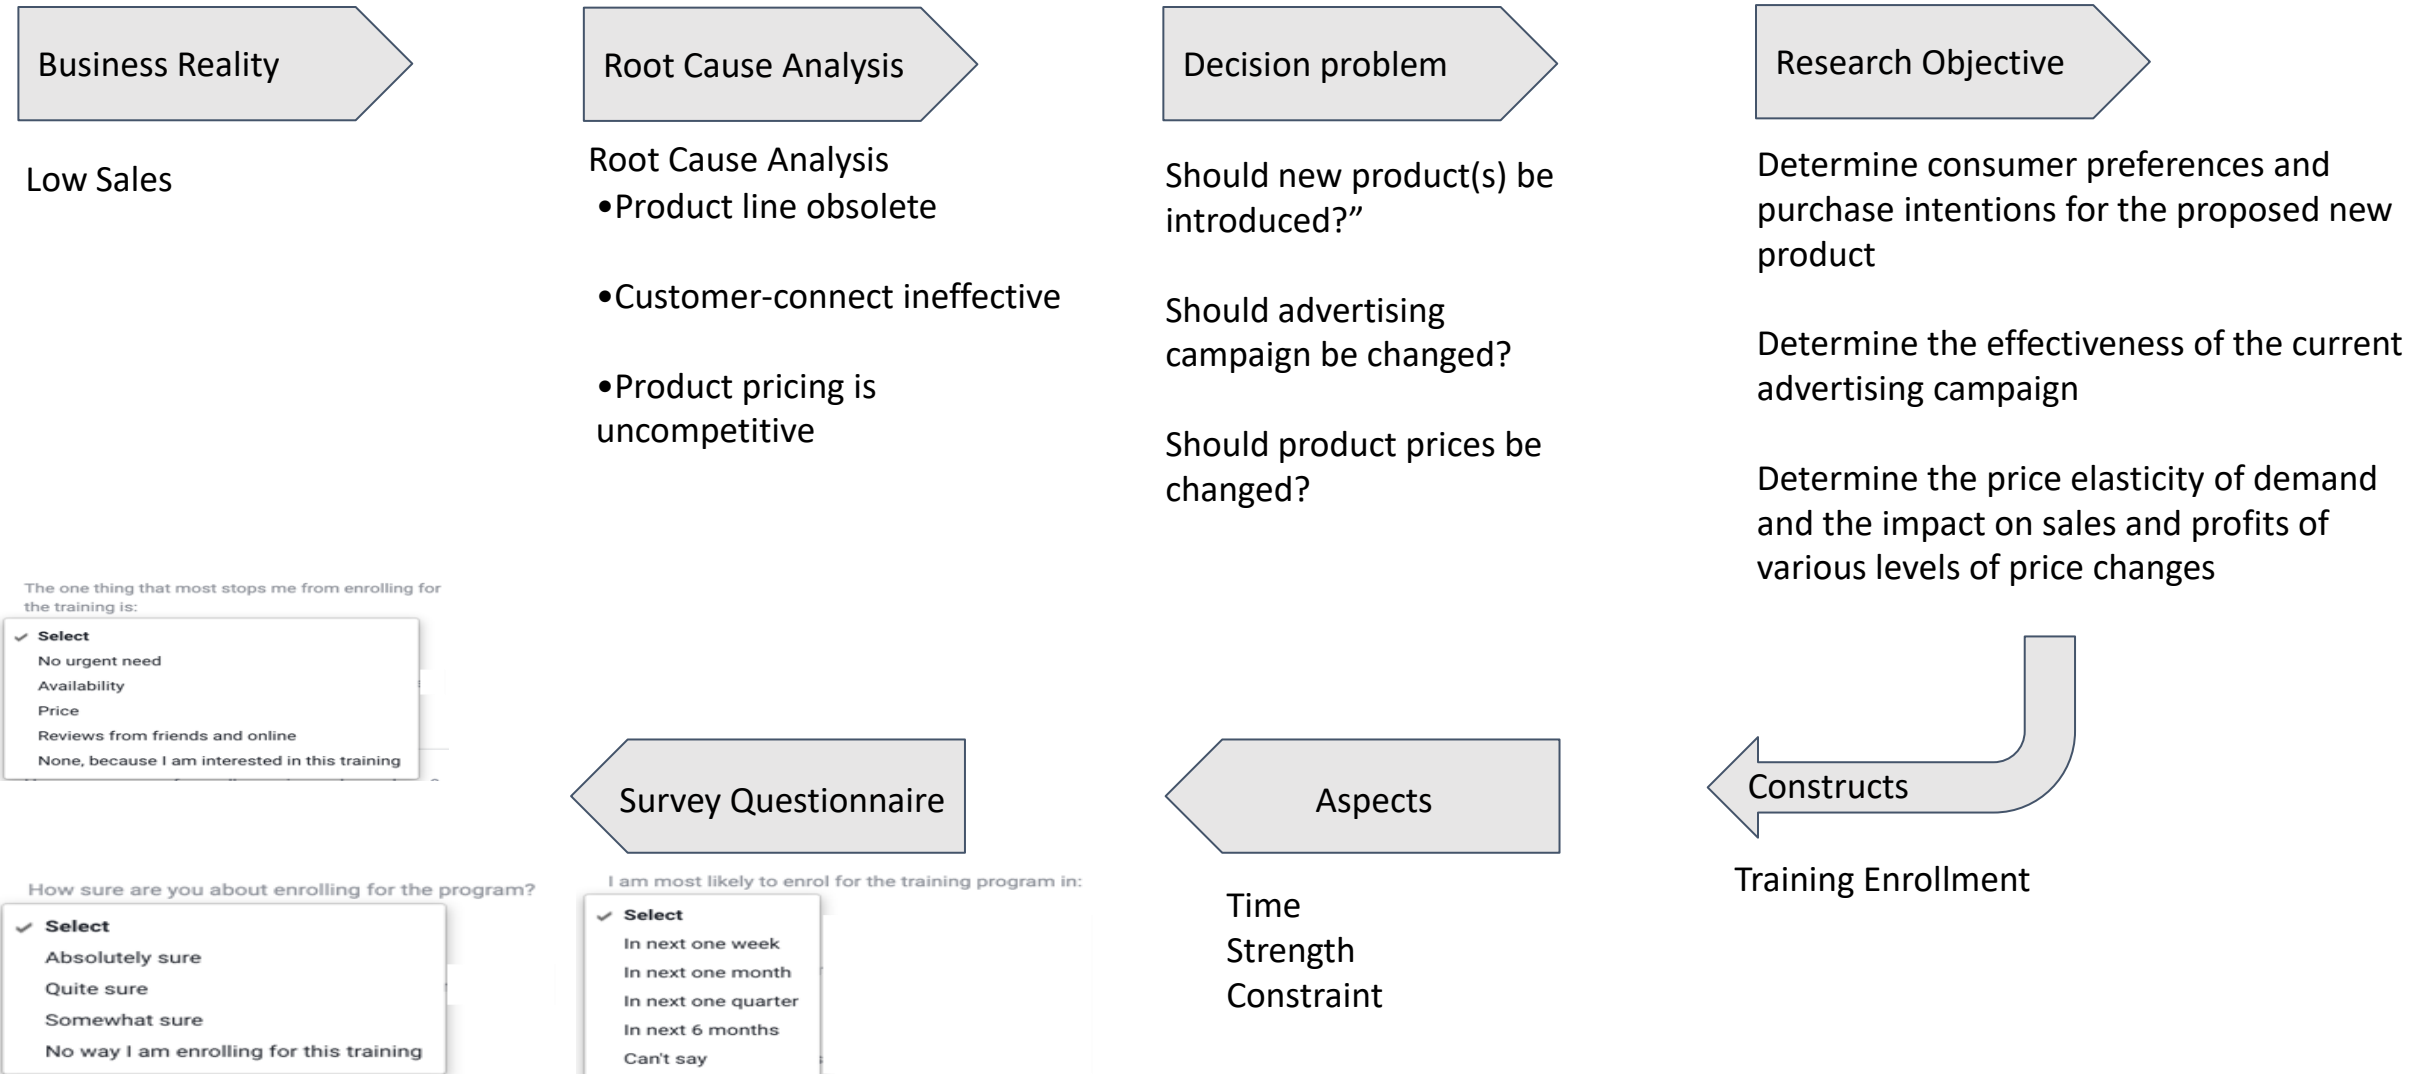 Business Reality
Root Cause Analysis
Decision problem
Research Objective
Low Sales
Root Cause Analysis
•Product line obsolete
•Customer-connect ineffective
•Product pricing is
uncompetitive
Should new product(s) be
introduced?”
Should advertising
campaign be changed?
Should product prices be
changed?
Determine consumer preferences and
purchase intentions for the proposed new
product
Determine the effectiveness of the current
advertising campaign
Determine the price elasticity of demand
and the impact on sales and profits of
various levels of price changes
Constructs
Training Enrollment
Aspects
Time
Strength
Constraint
Survey Questionnaire
The one thing that most stops me from enrolling for
the training is:
✓ Select
No urgent need
Availability
Price
Reviews from friends and online
None, because I am interested in this training
How sure are you about enrolling for the program?
✓ Select
Absolutely sure
Quite sure
Somewhat sure
No way I am enrolling for this training
I am most likely to enrol for the training program in:
✓ Select
In next one week
In next one month
In next one quarter
In next 6 months
Can't say